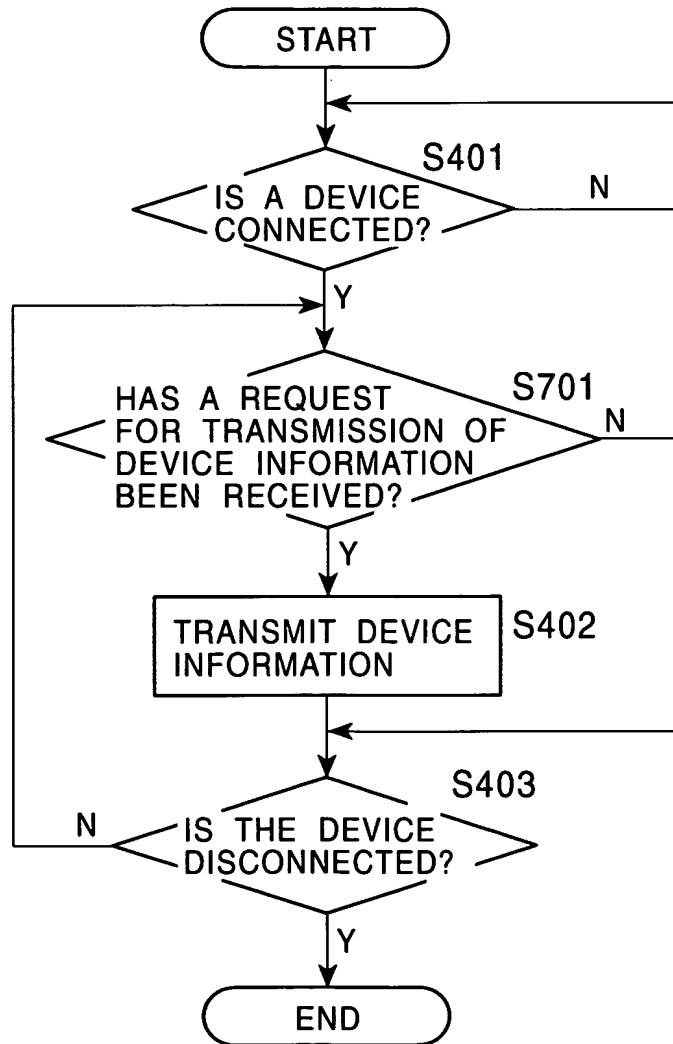 START
S401
IS A DEVICE
CONNECTED?
N
Y
S701
HAS A REQUEST
FOR TRANSMISSION OF
DEVICE INFORMATION
BEEN RECEIVED?
N
Y
S402
TRANSMIT DEVICE
INFORMATION
S403
N
IS THE DEVICE
DISCONNECTED?
Y
END